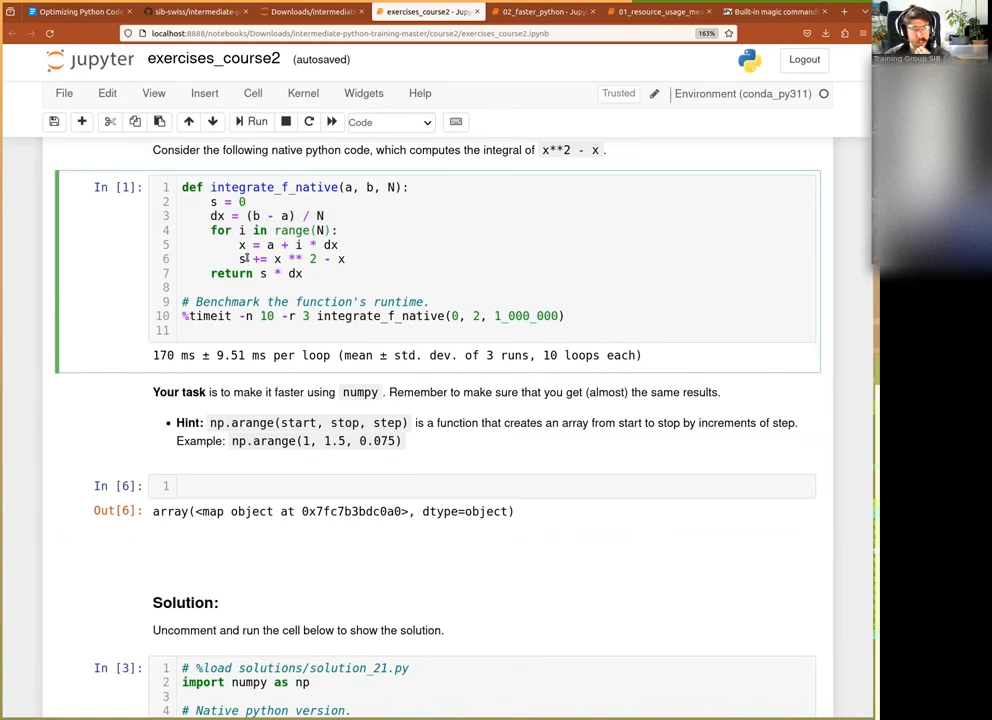 Optimizing Python Code
sib-swiss/intermediate-p
Downloads/intermediate
exercises_course2 - Jup
02_faster_python - Jup
01_resource_usage_me
Built-in magic command
localhost:8888/notebooks/Downloads/intermediate-python-training-master/course2/exercises_course2.ipynb
163%
Training Group SIB
jupyter exercises_course2 (autosaved)
Logout
File Edit View Insert Cell Kernel Widgets Help
Trusted
Environment (conda_py311)
Run
Code
Consider the following native python code, which computes the integral of x**2 - x.
In [1]:
1 def integrate_f_native(a, b, N):
2 s = 0
3 dx = (b - a) / N
4 for i in range(N):
5 x = a + i * dx
6 s += x ** 2 - x
7 return s * dx
8
9 # Benchmark the function's runtime.
10 %timeit -n 10 -r 3 integrate_f_native(0, 2, 1_000_000)
11
170 ms ± 9.51 ms per loop (mean ± std. dev. of 3 runs, 10 loops each)
Your task is to make it faster using numpy. Remember to make sure that you get (almost) the same results.
• Hint: np.arange(start, stop, step) is a function that creates an array from start to stop by increments of step.
Example: np.arange(1, 1.5, 0.075)
In [6]: 1
Out[6]: array(<map object at 0x7fc7b3bdc0a0>, dtype=object)
Solution:
Uncomment and run the cell below to show the solution.
In [3]:
1 # %load solutions/solution_21.py
2 import numpy as np
3
4 # Native python version.